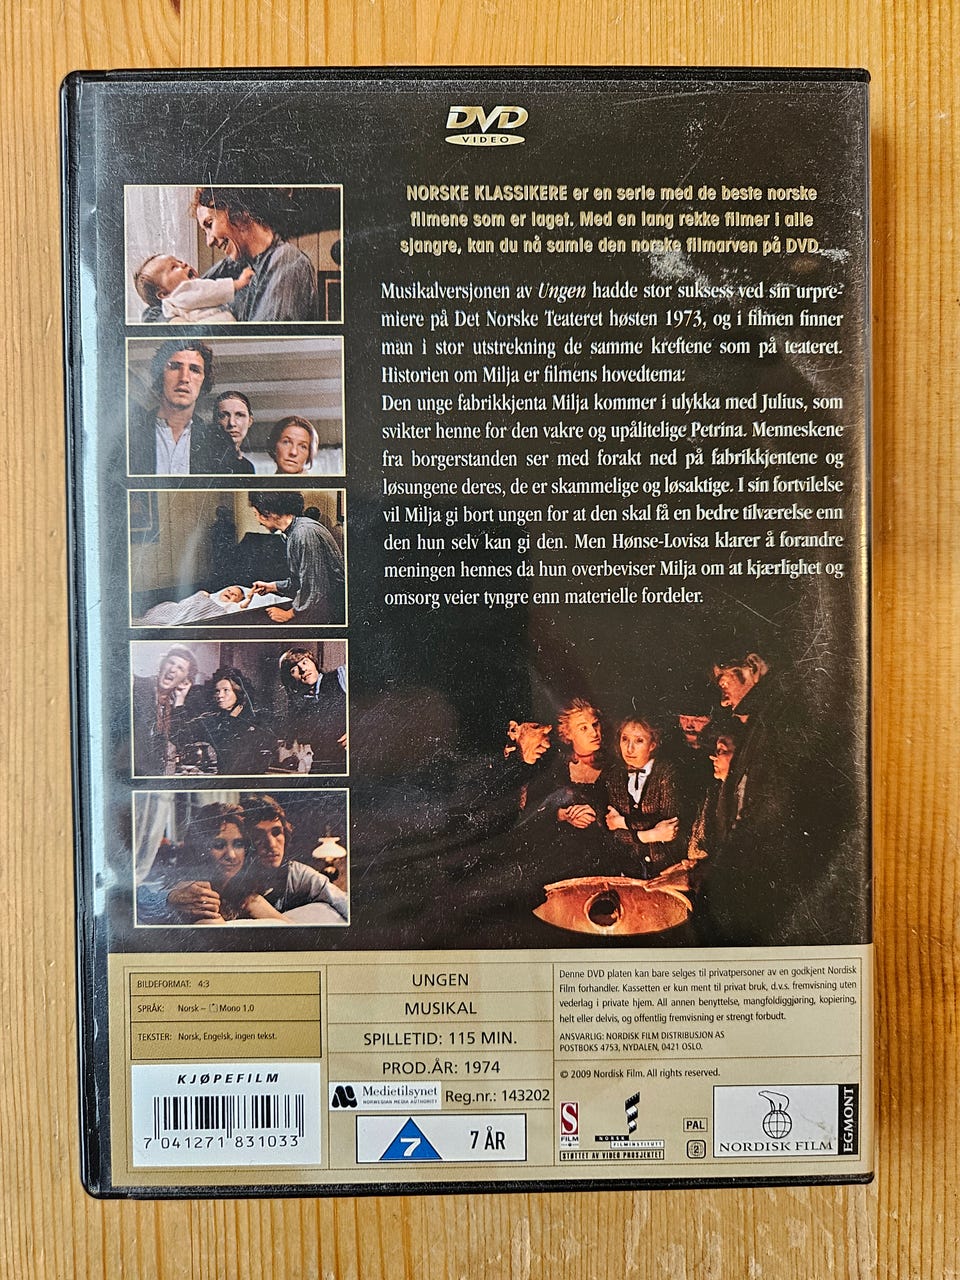 DVD
VIDEO
NORSKE KLASSIKERE er en serie med de beste norske
filmene som er laget. Med en lang rekke filmer i alle
sjangre, kan du nå samle den norske filmarven på DVD.
Musikalversjonen av Ungen hadde stor suksess ved sin urpre-
miere på Det Norske Teateret høsten 1973, og i filmen finner
man i stor utstrekning de samme kreftene som på teateret.
Historien om Milja er filmens hovedtema:
Den unge fabrikkjenta Milja kommer i ulykka med Julius, som
svikter henne for den vakre og upålitelige Petrina. Menneskene
fra borgerstanden ser med forakt ned på fabrikkjentene og
løsungene deres, de er skammelige og løsaktige. I sin fortvilelse
vil Milja gi bort ungen for at den skal få en bedre tilværelse enn
den hun selv kan gi den. Men Hønse-Lovisa klarer å forandre
meningen hennes da hun overbeviser Milja om at kjærlighet og
omsorg veier tyngre enn materielle fordeler.
BILDEFORMAT: 4:3
SPRÅK: Norsk – Mono 1.0
TEKSTER: Norsk, Engelsk, ingen tekst.
KJØPEFILM
7 041271 831033
UNGEN
MUSIKAL
SPILLETID: 115 MIN.
PROD.ÅR: 1974
Medietilsynet
NORWEGIAN MEDIA AUTHORITY
Reg.nr.: 143202
7
7 ÅR
Denne DVD platen kan bare selges til privatpersoner av en godkjent Nordisk
Film forhandler. Kassetten er kun ment til privat bruk, d.v.s. fremvisning uten
vederlag i private hjem. All annen benyttelse, mangfoldiggjøring, kopiering,
helt eller delvis, og offentlig fremvisning er strengt forbudt.
ANSVARLIG: NORDISK FILM DISTRIBUSJON AS
POSTBOKS 4753, NYDALEN, 0421 OSLO.
© 2009 Nordisk Film. All rights reserved.
S
FILM
NORSK
FILMINSTITUTT
STØTTET AV VIDEO PROSJEKTET
PAL
2
NORDISK FILM
EGMONT